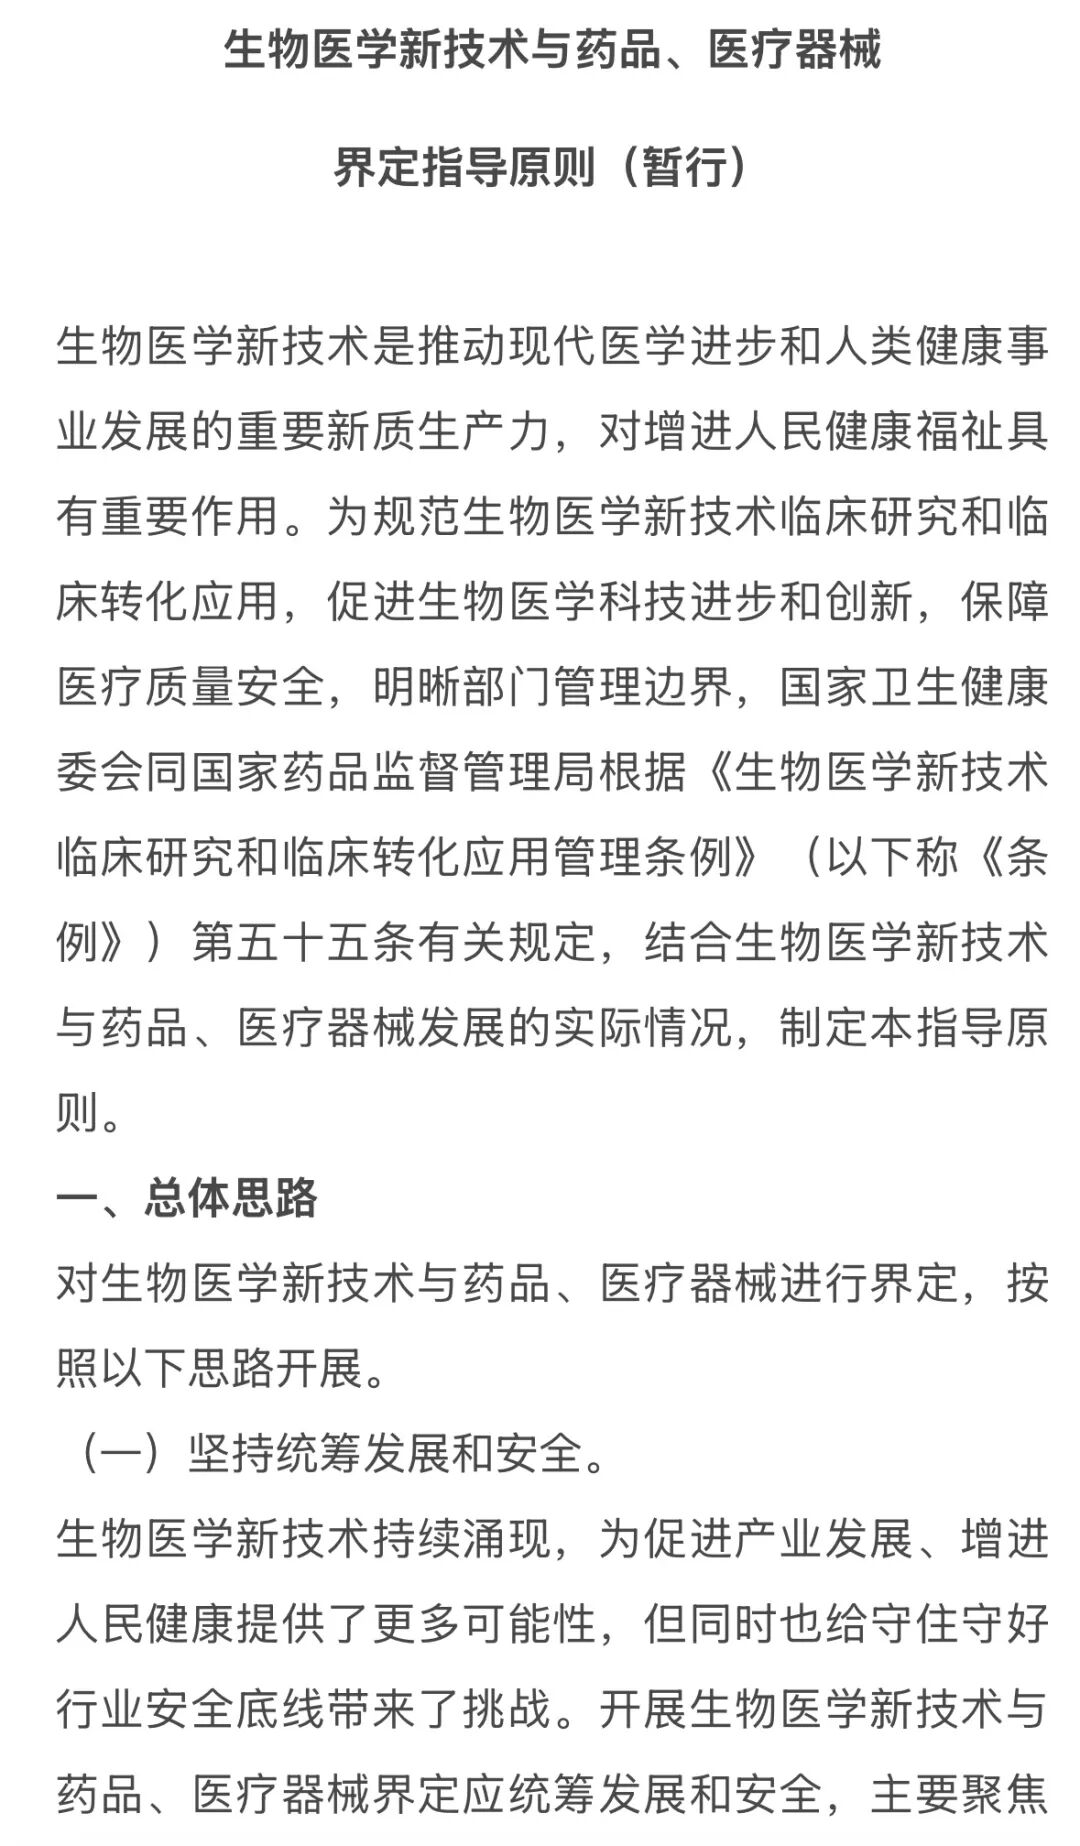 生物医学新技术与药品、医疗器械
界定指导原则（暂行）
生物医学新技术是推动现代医学进步和人类健康事
业发展的重要新质生产力，对增进人民健康福祉具
有重要作用。为规范生物医学新技术临床研究和临
床转化应用，促进生物医学科技进步和创新，保障
医疗质量安全，明晰部门管理边界，国家卫生健康
委会同国家药品监督管理局根据《生物医学新技术
临床研究和临床转化应用管理条例》（以下称《条
例》）第五十五条有关规定，结合生物医学新技术
与药品、医疗器械发展的实际情况，制定本指导原
则。
一、总体思路
对生物医学新技术与药品、医疗器械进行界定，按
照以下思路开展。
（一）坚持统筹发展和安全。
生物医学新技术持续涌现，为促进产业发展、增进
人民健康提供了更多可能性，但同时也给守住守好
行业安全底线带来了挑战。开展生物医学新技术与
药品、医疗器械界定应统筹发展和安全，主要聚焦